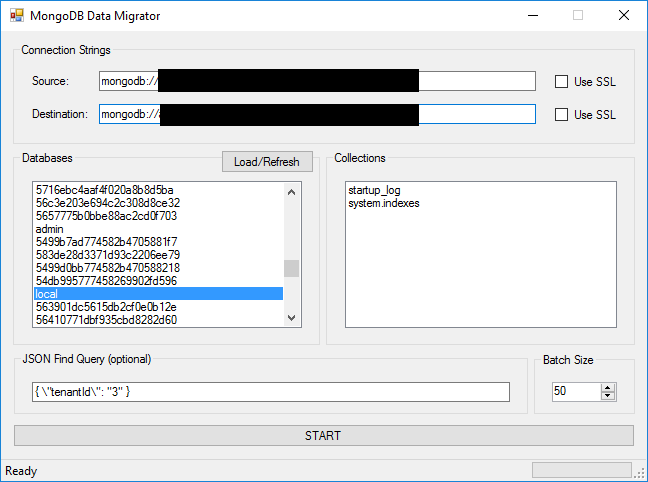 MongoDB Data Migrator
Connection Strings
Source:
mongodb://
Use SSL
Destination:
mongodb://
Use SSL
Databases
Load/Refresh
5716ebc4aaf4f020a8b8d5ba
56c3e203e694c2c308d8ce32
5657775b0bbe88ac2cd0f703
admin
5499b7ad774582b4705881f7
583de28d3371d93c2206ee79
5499d0bb774582b470588218
54db995777458269902fd596
local
563901dc5615db2cf0e0b12e
56410771dbf935cbd8282d60
Collections
startup_log
system.indexes
JSON Find Query (optional)
{ \"tenantId\": "3" }
Batch Size
50
START
Ready